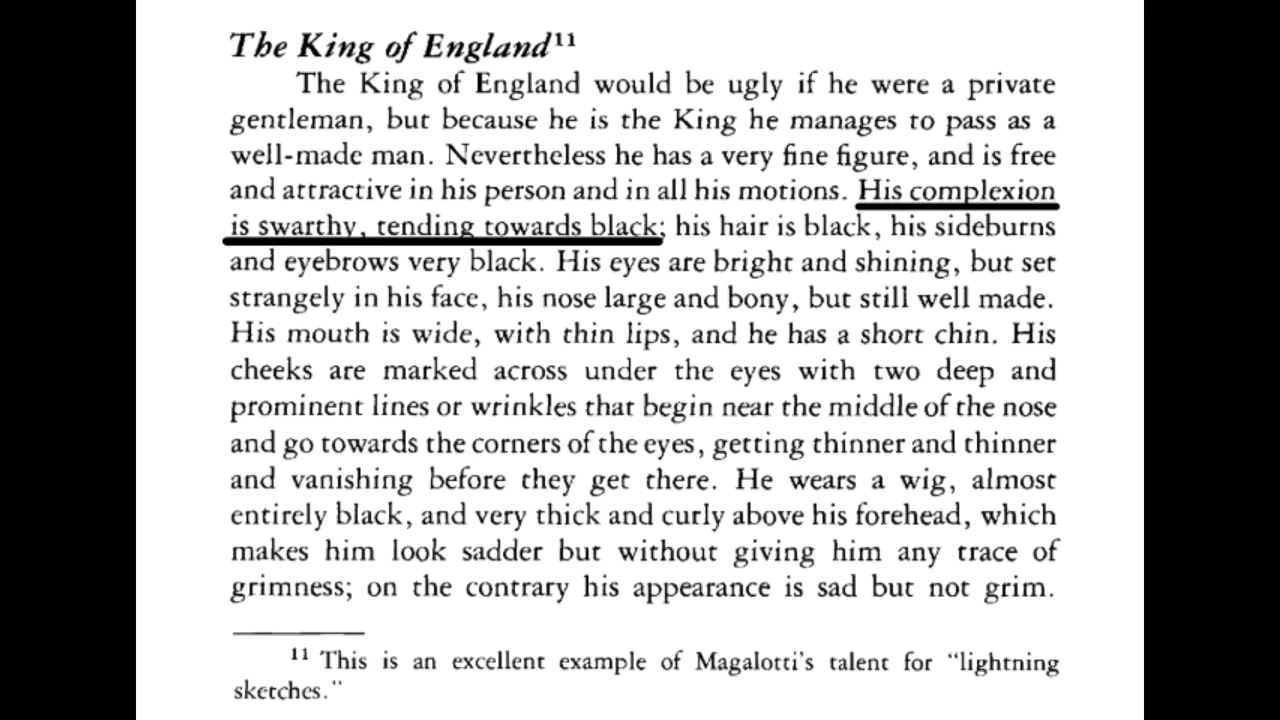 The King of England¹¹
The King of England would be ugly if he were a private
gentleman, but because he is the King he manages to pass as a
well-made man. Nevertheless he has a very fine figure, and is free
and attractive in his person and in all his motions. His complexion
is swarthy, tending towards black; his hair is black, his sideburns
and eyebrows very black. His eyes are bright and shining, but set
strangely in his face, his nose large and bony, but still well made.
His mouth is wide, with thin lips, and he has a short chin. His
cheeks are marked across under the eyes with two deep and
prominent lines or wrinkles that begin near the middle of the nose
and go towards the corners of the eyes, getting thinner and thinner
and vanishing before they get there. He wears a wig, almost
entirely black, and very thick and curly above his forehead, which
makes him look sadder but without giving him any trace of
grimness; on the contrary his appearance is sad but not grim.
¹¹ This is an excellent example of Magalotti's talent for "lightning
sketches."